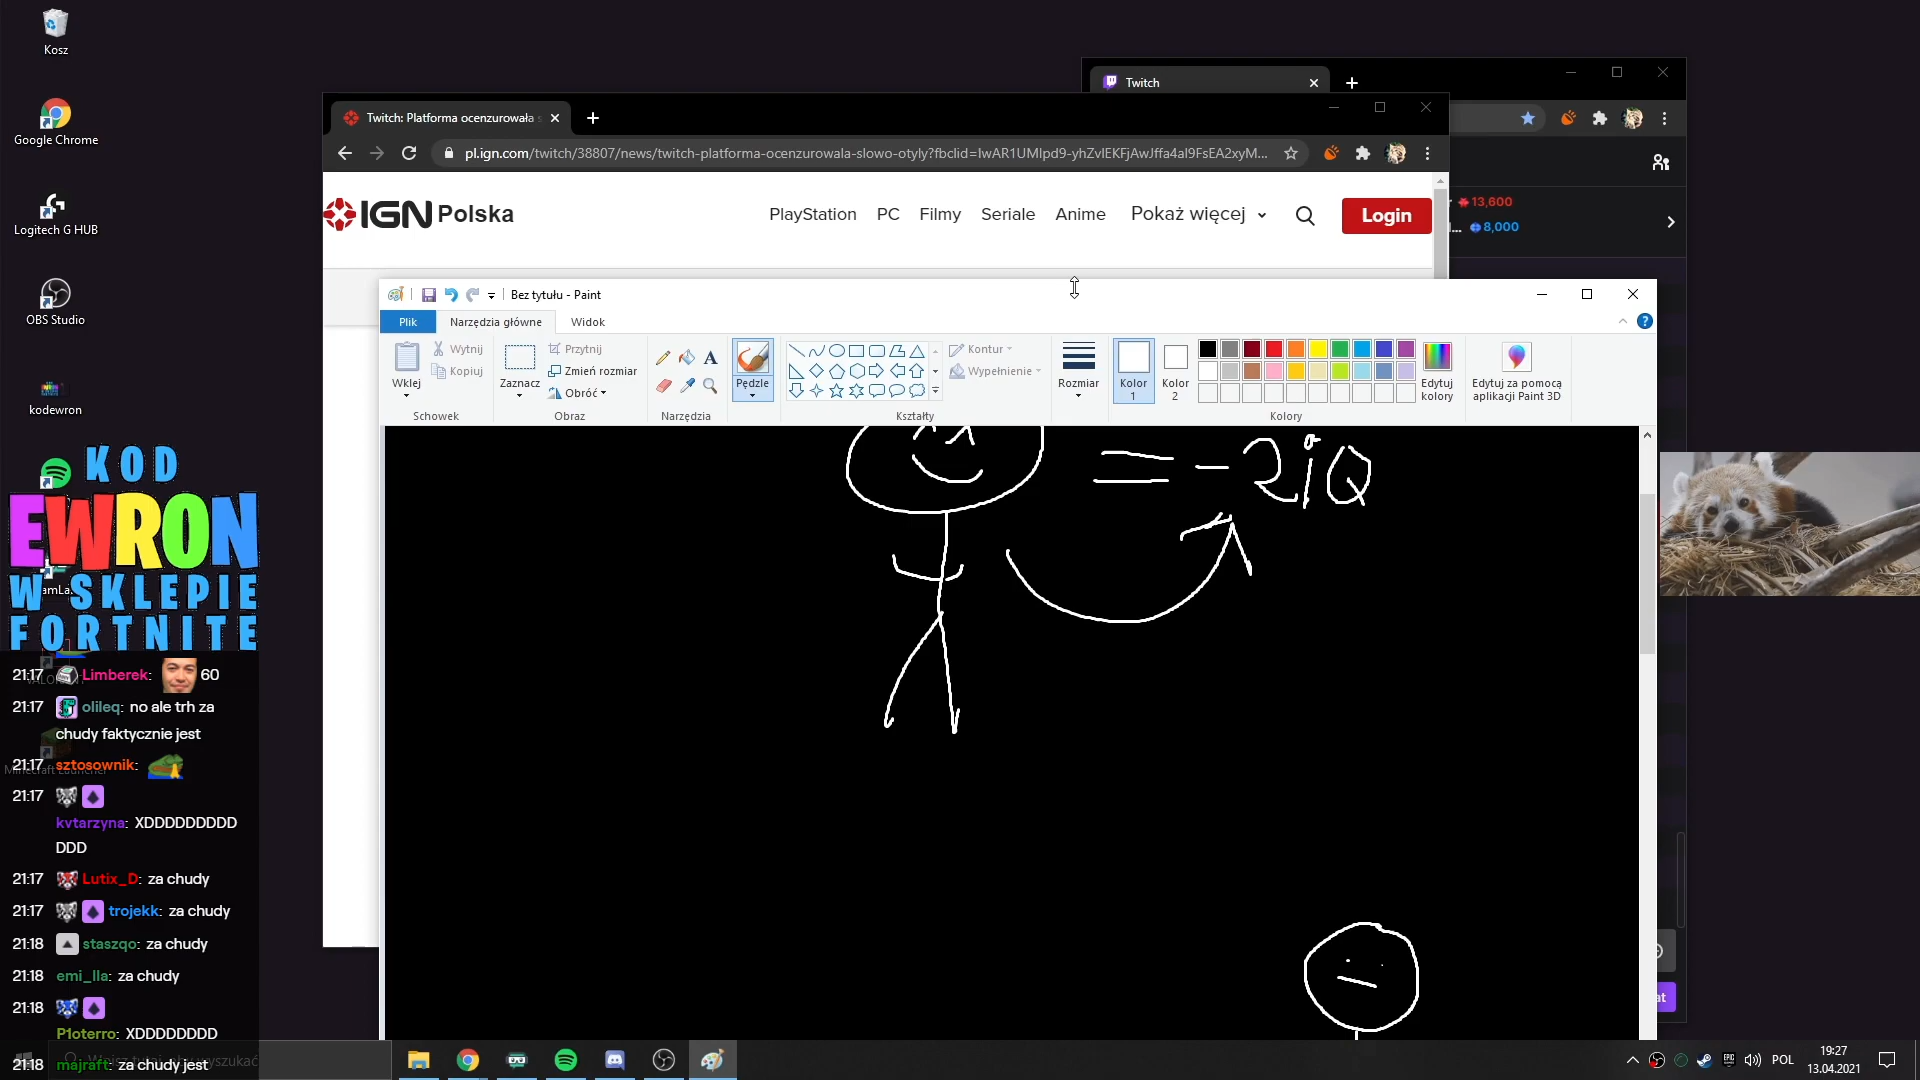 Kosz
Google Chrome
Logitech G HUB
OBS Studio
kodewron
KOD
EWRON
W SKLEPIE
FORTNITE
Twitch
Twitch: Platforma ocenzurowała s
pl.ign.com/twitch/38807/news/twitch-platforma-ocenzurowala-slowo-otyly?fbclid=IwAR1UMlpd9-yhZvlEKFjAwJffa4al9FsEA2xyM...
13,600
8,000
IGN Polska
PlayStation PC Filmy Seriale Anime Pokaż więcej Login
Bez tytułu - Paint
Plik Narzędzia główne Widok
Wklej
Wytnij
Kopiuj
Schowek
Zaznacz
Przytnij
Zmień rozmiar
Obróć
Obraz
Narzędzia
Pędzle
Kształty
Kontur
Wypełnienie
Rozmiar
Kolor 1
Kolor 2
Kolory
Edytuj kolory
Edytuj za pomocą aplikacji Paint 3D
= - 2iQ
21:17 Limberek: 60
21:17 olileq: no ale trh za
chudy faktycznie jest
Minecraft Launcher
21:17 sztosownik:
21:17
kvtarzyna: XDDDDDDDDD
DDD
21:17 Lutix_D: za chudy
21:17 trojekk: za chudy
21:18 staszqo: za chudy
21:18 emi_lla: za chudy
21:18
P1oterro: XDDDDDDDD
21:18 majraft: za chudy jest
POL
19:27
13.04.2021